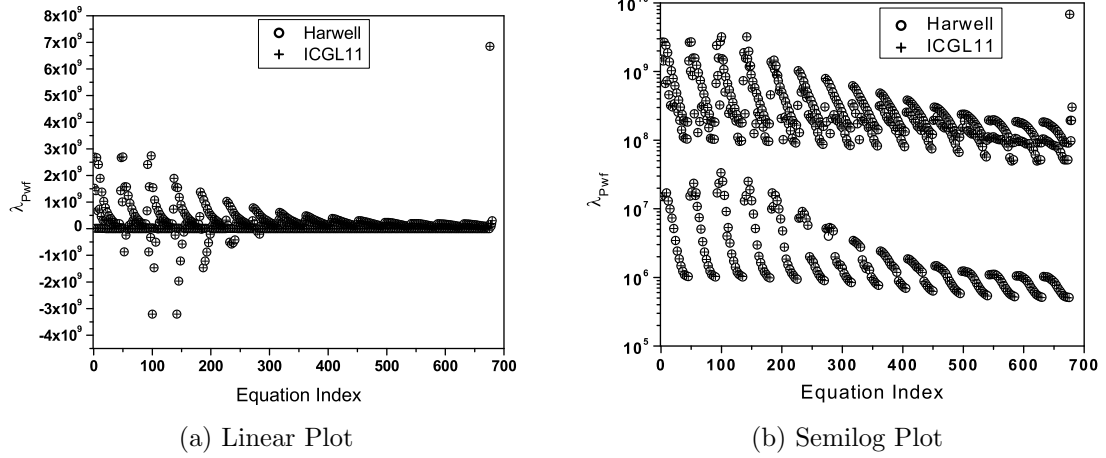 8x10⁹
7x10⁹
6x10⁹
5x10⁹
4x10⁹
3x10⁹
2x10⁹
1x10⁹
0
-1x10⁹
-2x10⁹
-3x10⁹
-4x10⁹
λPwf
Harwell
ICGL11
0 100 200 300 400 500 600 700
Equation Index
(a) Linear Plot
10⁹
10⁸
10⁷
10⁶
10⁵
λPwf
Harwell
ICGL11
0 100 200 300 400 500 600 700
Equation Index
(b) Semilog Plot